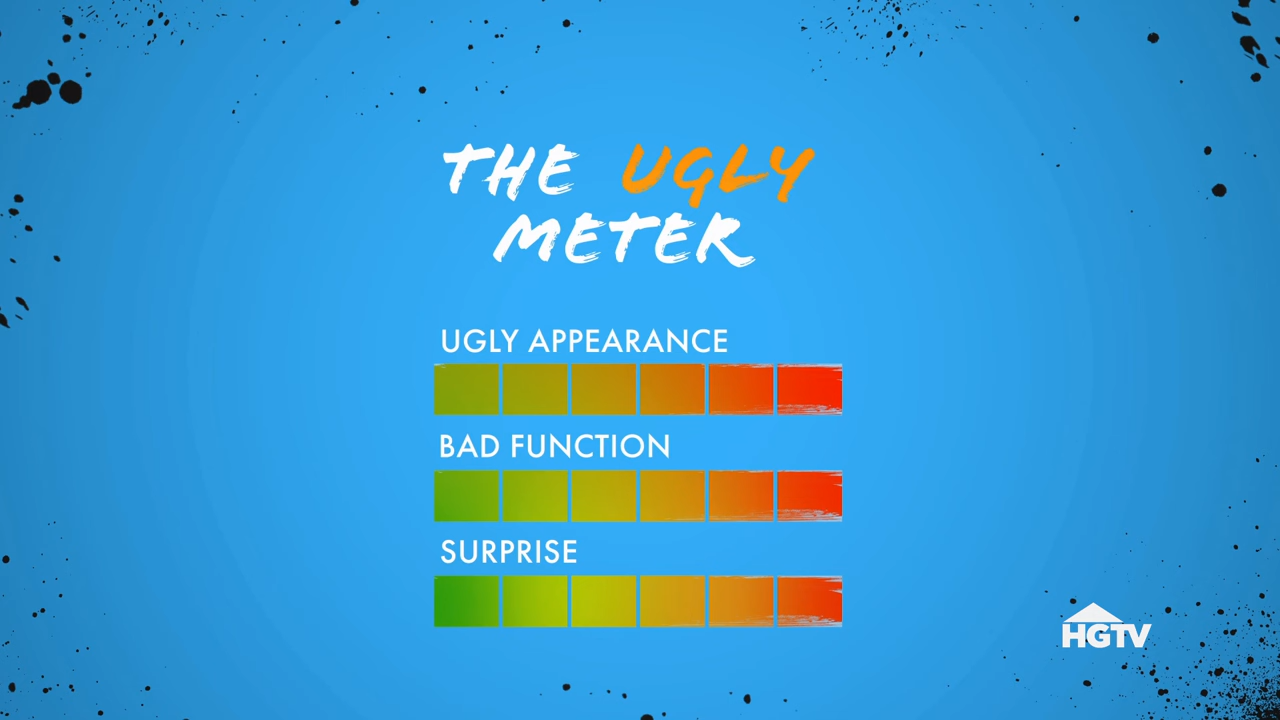 THE UGLY
METER
UGLY APPEARANCE
BAD FUNCTION
SURPRISE
HGTV